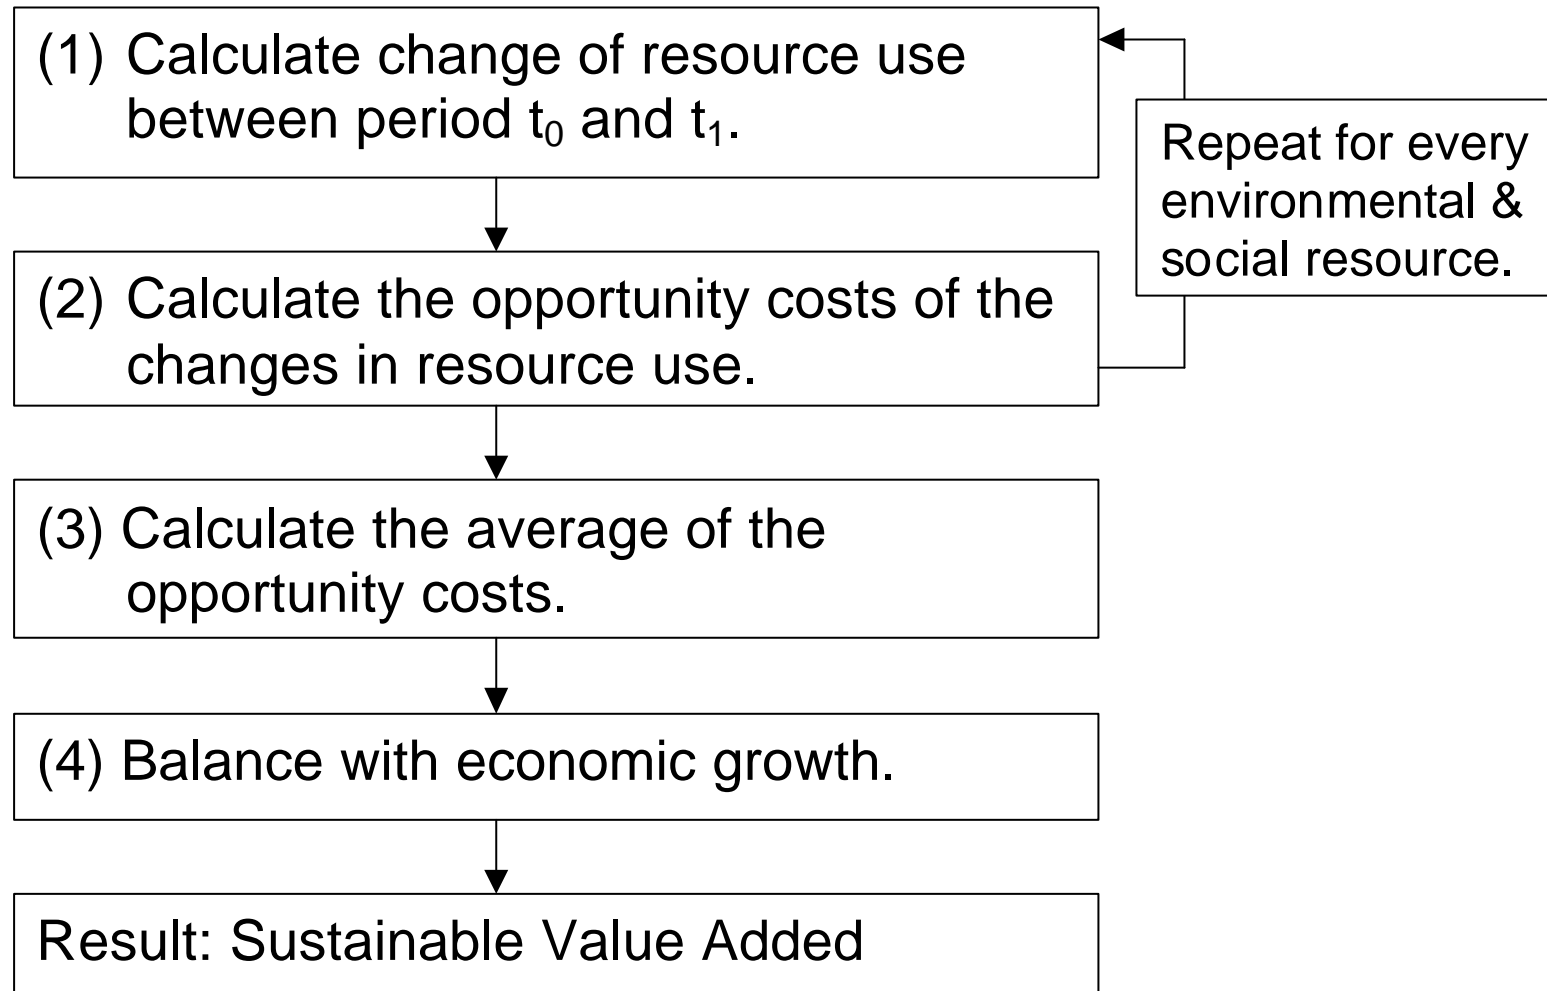 (1) Calculate change of resource use
between period t₀ and t₁.
Repeat for every
environmental &
social resource.
(2) Calculate the opportunity costs of the
changes in resource use.
(3) Calculate the average of the
opportunity costs.
(4) Balance with economic growth.
Result: Sustainable Value Added